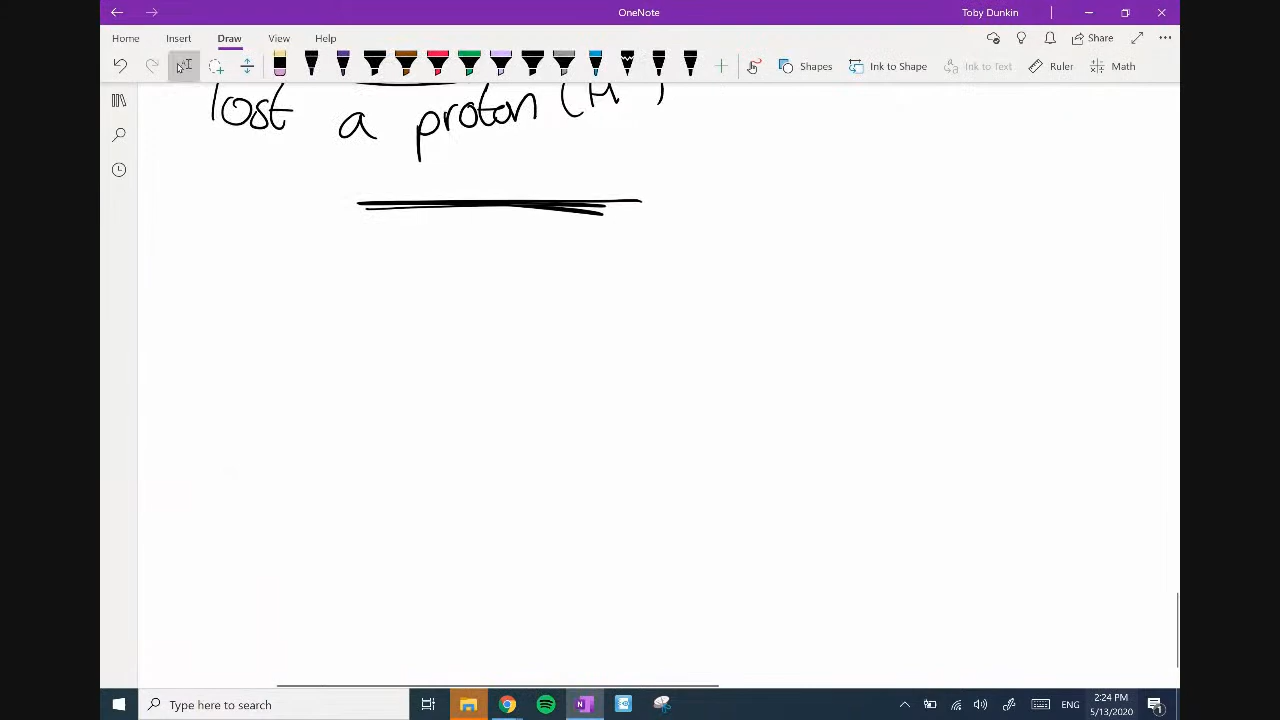 OneNote
Toby Dunkin
Home Insert Draw View Help
Share
Shapes Ink to Shape Ink to Text Ruler Math
lost a proton (H )
Type here to search
ENG
2:24 PM
5/13/2020
1